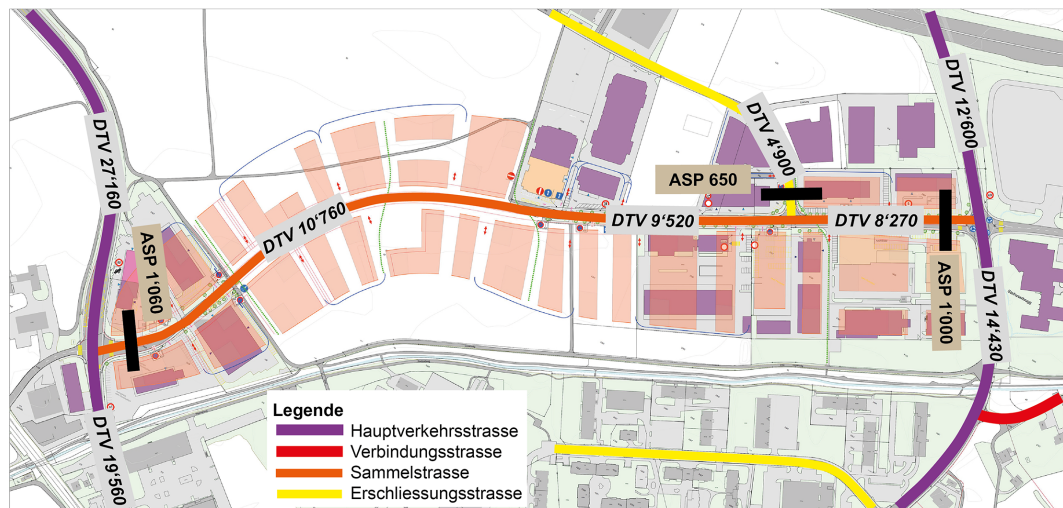 DTV 27‘160
ASP 1‘060
DTV 19‘560
DTV 10‘760
DTV 9‘520
ASP 650
DTV 4‘900
DTV 8‘270
DTV 12‘600
ASP 1‘000
DTV 14‘430
Legende
Hauptverkehrsstrasse
Verbindungsstrasse
Sammelstrasse
Erschliessungsstrasse